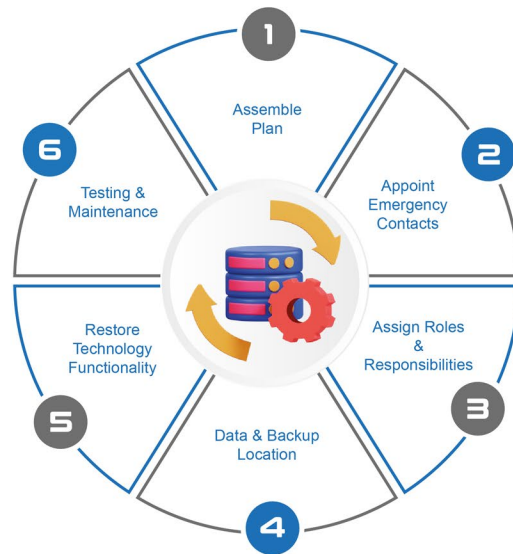 1
Assemble
Plan
2
Appoint
Emergency
Contacts
Assign Roles
&
Responsibilities
3
Data & Backup
Location
4
Restore
Technology
Functionality
5
6
Testing &
Maintenance